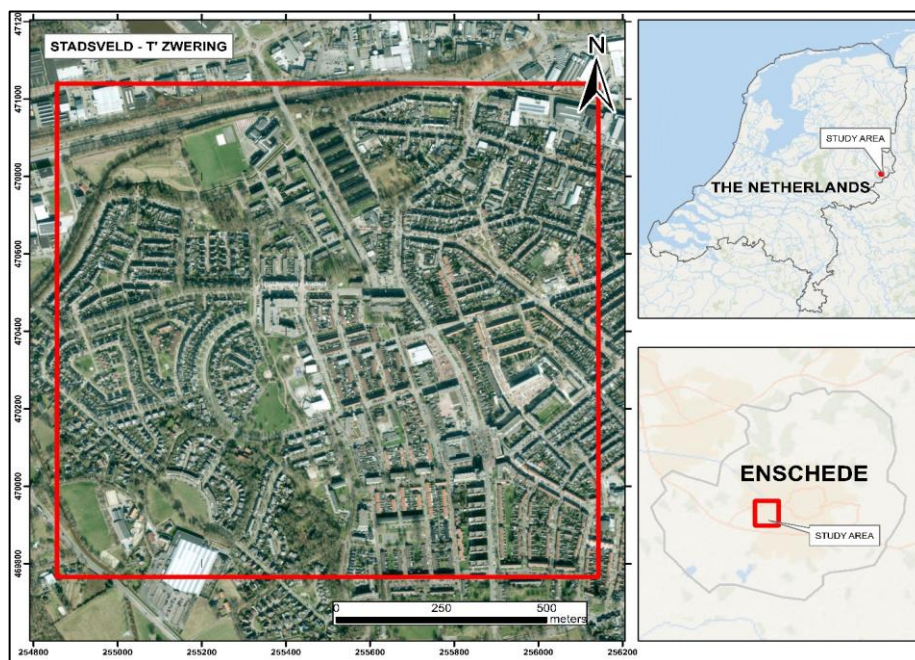 STADSVELD - T' ZWERING
N
47120
471000
470800
470600
470400
470200
470000
469800
0 250 500
meters
254800 255000 255200 255400 255600 255800 256000 256200
STUDY AREA
THE NETHERLANDS
ENSCHEDE
STUDY AREA